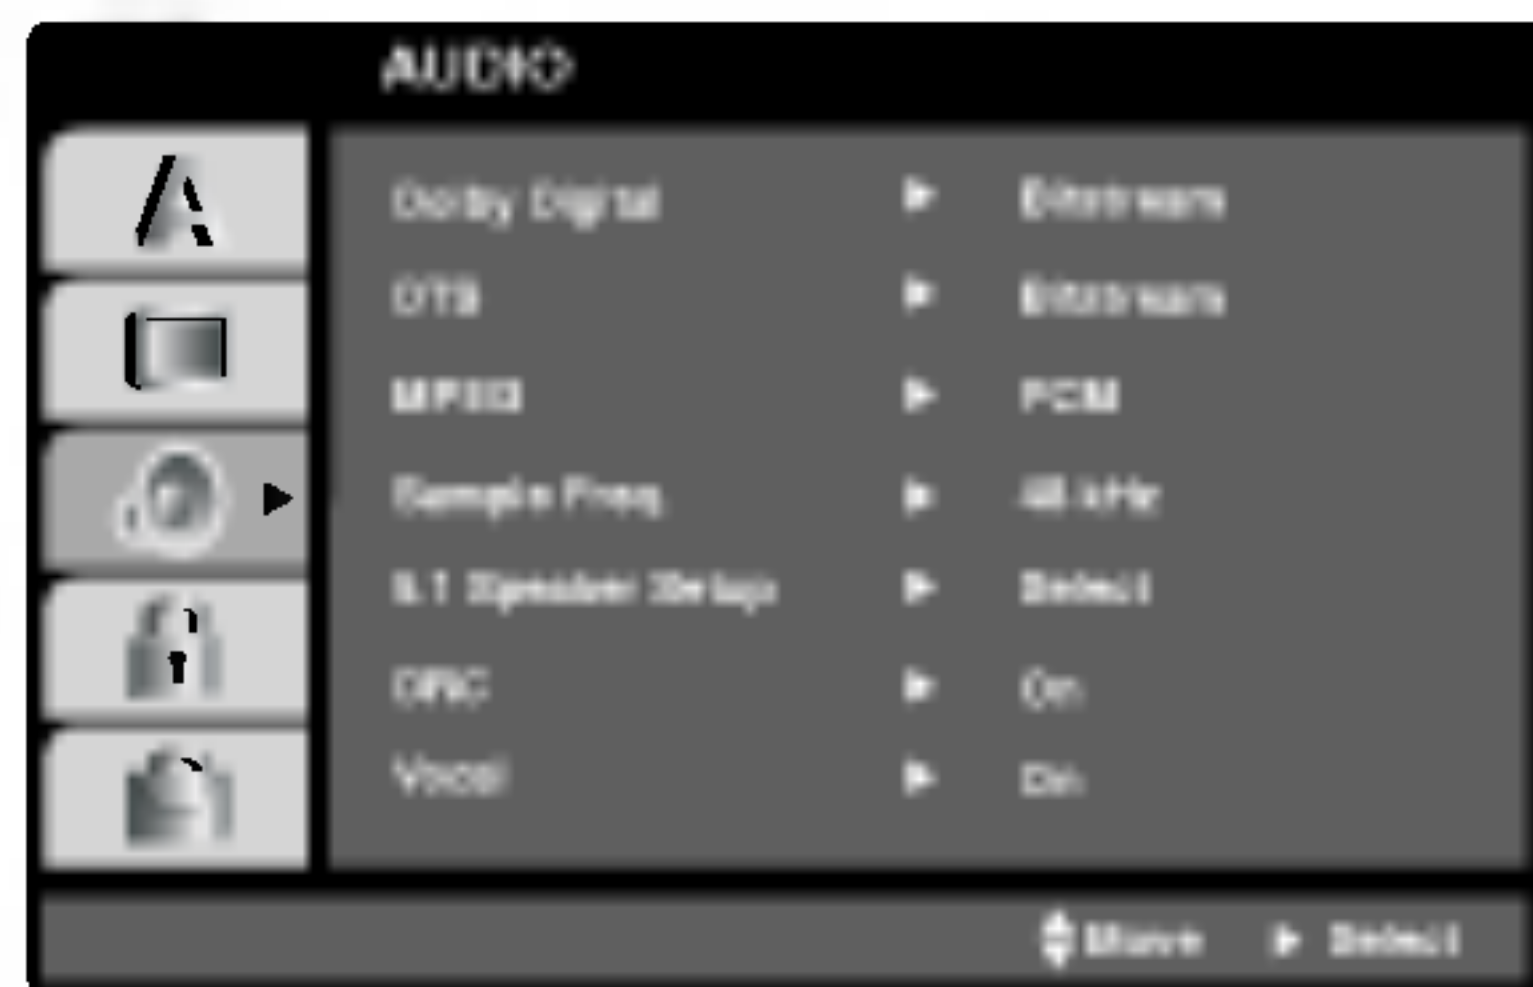 AUDIO
Dolby Digital ► Bitstream
DTS ► Bitstream
MPEG ► PCM
Sample Freq. ► 48 kHz
5.1 Speaker Setup ► Select
DRC ► On
Vocal ► On
Move ► Select